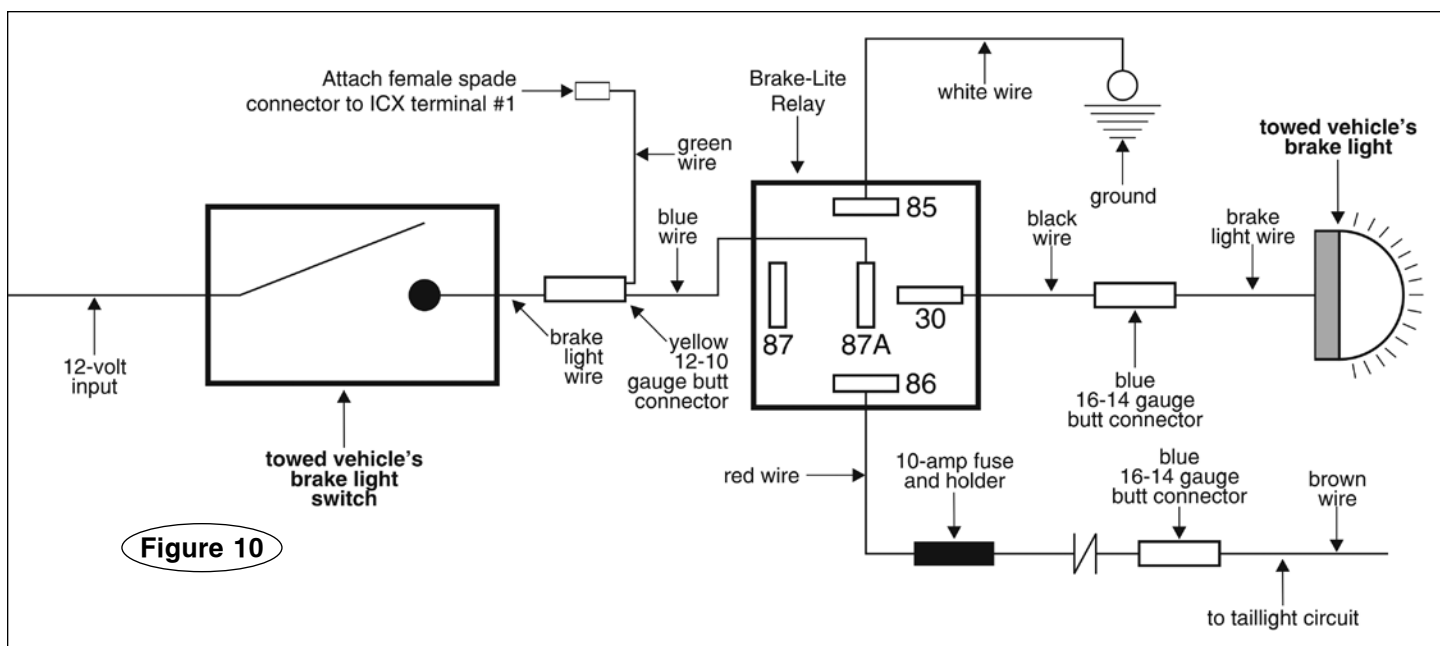 Attach female spade
connector to ICX terminal #1
green
wire
Brake-Lite
Relay
white wire
ground
towed vehicle's
brake light
12-volt
input
towed vehicle's
brake light
switch
brake
light
wire
yellow
12-10
gauge butt
connector
blue
wire
85
87
87A
30
86
black
wire
blue
16-14 gauge
butt connector
brake
light wire
red wire
10-amp fuse
and holder
blue
16-14 gauge
butt connector
brown
wire
to taillight circuit
Figure 10